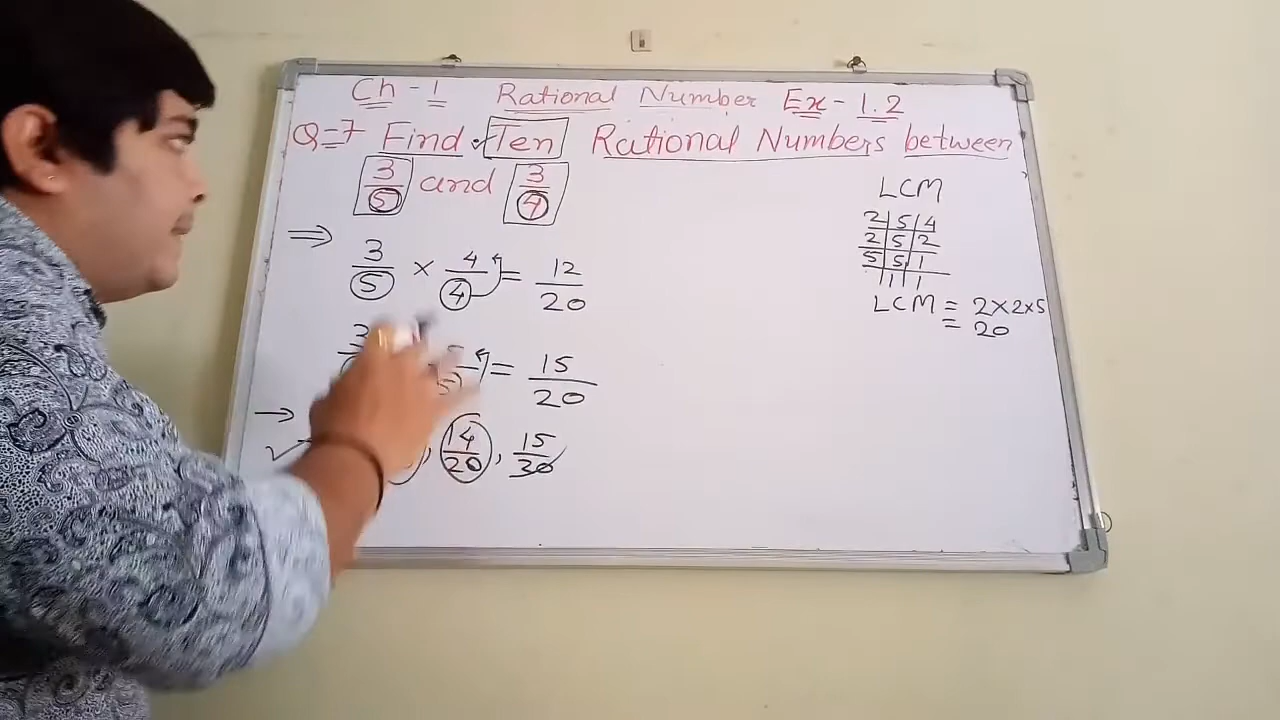 Ch - 1 Rational Number Ex - 1.2
Q=7 Find Ten Rational Numbers between
3/5 and 3/4
⇒ 3/5 × 4/4 = 12/20
3 = 15/20
→ 14/20, 15/30
LCM
2 | 5 | 4
2 | 5 | 2
5 | 5 | 1
1 | 1
LCM = 2×2×5
= 20